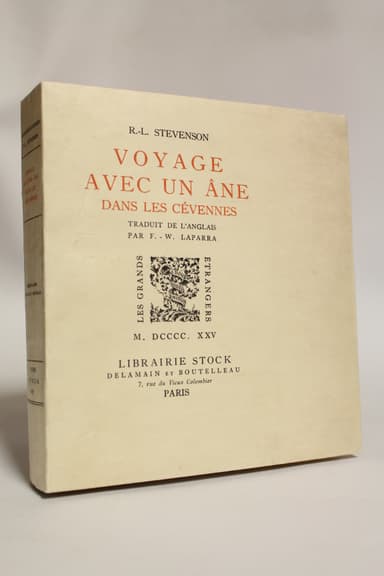 R.-L. STEVENSON
VOYAGE
AVEC UN ÂNE
DANS LES CÉVENNES
TRADUIT DE L'ANGLAIS
PAR F. - W. LAPARRA
LES GRANDS
ETRANGERS
M. DCCCC. XXV
LIBRAIRIE STOCK
DELAMAIN ET BOUTELLEAU
7, rue du Vieux Colombier
PARIS